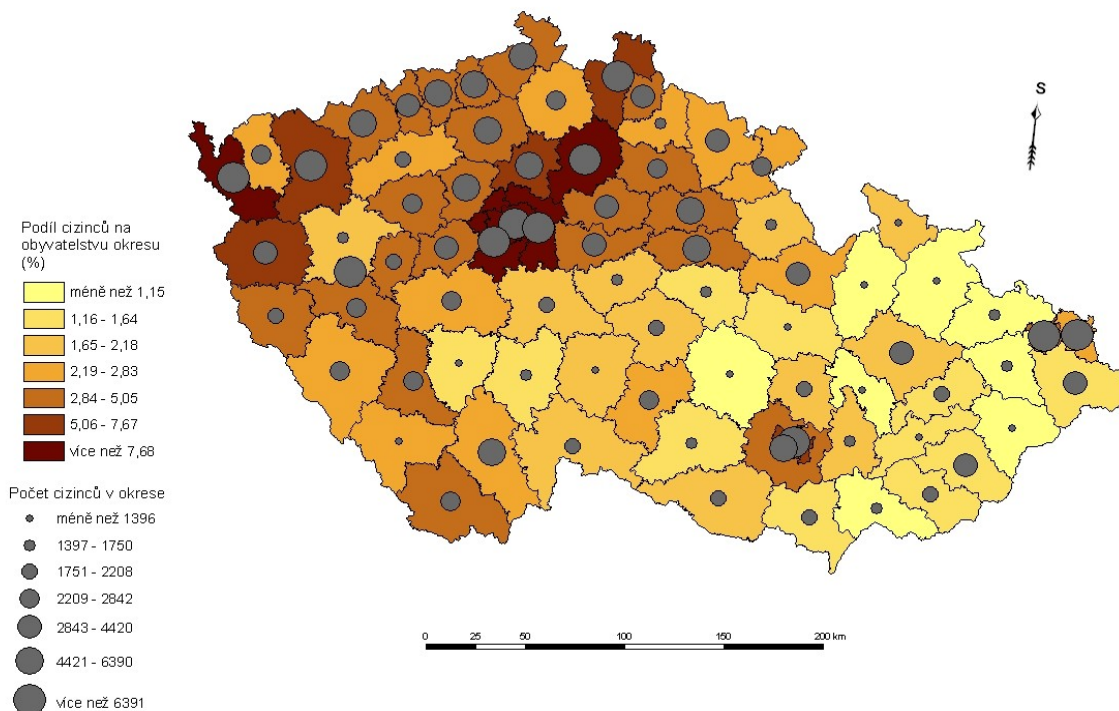 S
Podíl cizinců na
obyvatelstvu okresu
(%)
méně než 1,15
1,16 - 1,64
1,65 - 2,18
2,19 - 2,83
2,84 - 5,05
5,06 - 7,67
více než 7,68
Počet cizinců v okrese
méně než 1396
1397 - 1750
1751 - 2208
2209 - 2842
2843 - 4420
4421 - 6390
více než 6391
0 25 50 100 150 200 km